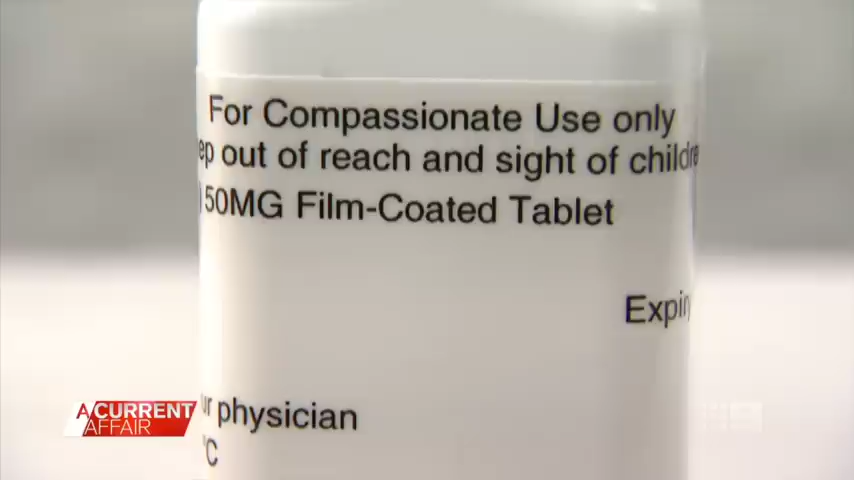 For Compassionate Use only
ep out of reach and sight of childre
50MG Film-Coated Tablet
Expir
ur physician
°C
A CURRENT
AFFAIR